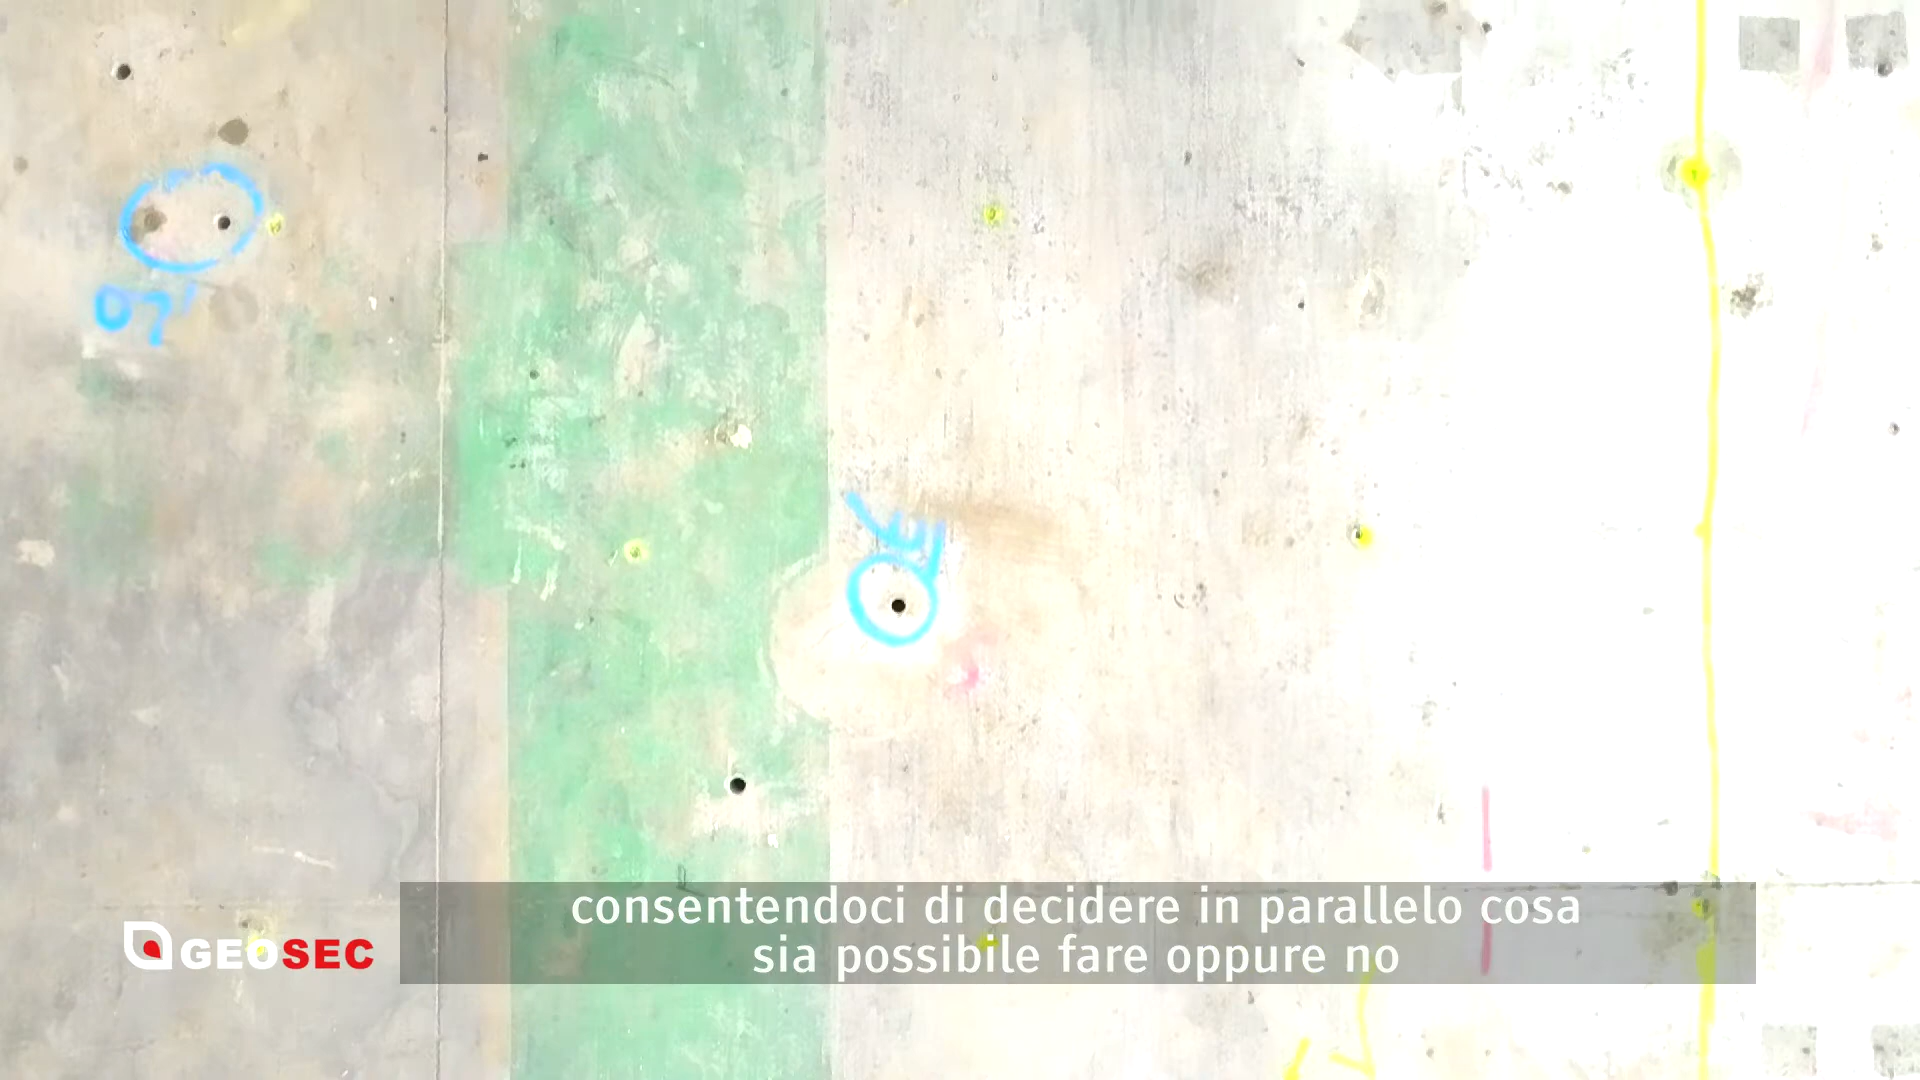 consentendoci di decidere in parallelo cosa
sia possibile fare oppure no
GEOSEC